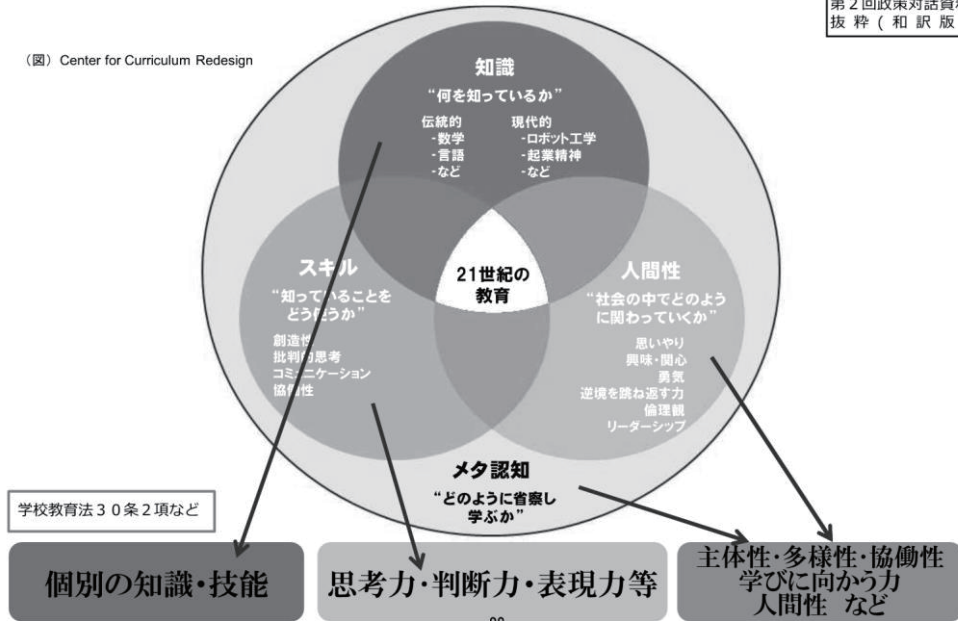 第2回政策対話資料
抜粋(和訳版
(図) Center for Curriculum Redesign
知識
“何を知っているか”
伝統的
-数学
-言語
-など
現代的
-ロボット工学
-起業精神
-など
スキル
“知っていることを
どう使うか”
創造性
批判的思考
コミュニケーション
協働性
21世紀の
教育
人間性
“社会の中でどのよう
に関わっていくか”
思いやり
興味・関心
勇気
逆境を跳ね返す力
倫理観
リーダーシップ
メタ認知
“どのように省察し
学ぶか”
学校教育法30条2項など
個別の知識・技能
思考力・判断力・表現力等
主体性・多様性・協働性
学びに向かう力
人間性 など